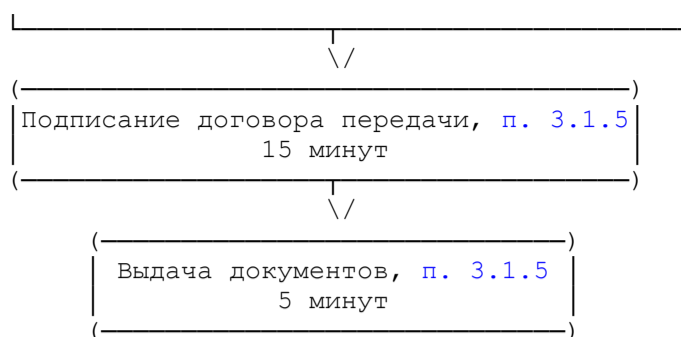 Подписание договора передачи, п. 3.1.5
15 минут
Выдача документов, п. 3.1.5
5 минут